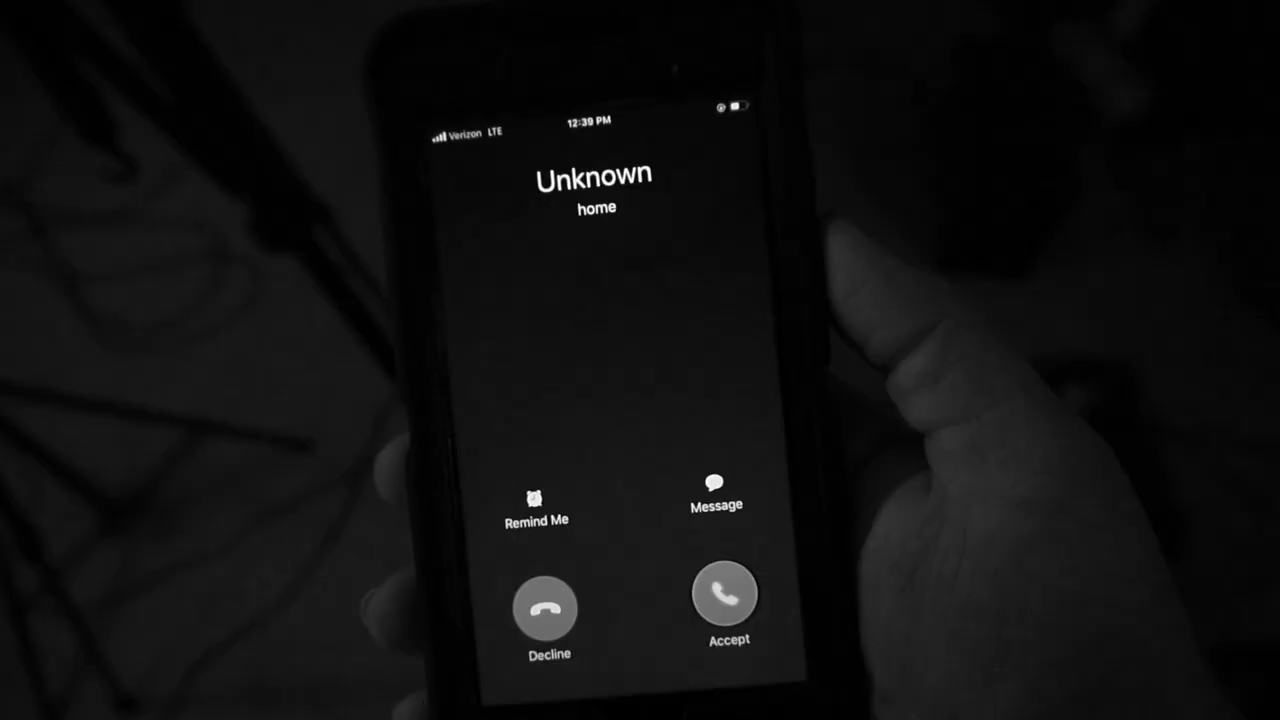 Verizon LTE 12:39 PM
Unknown
home
Remind Me Message
Decline Accept